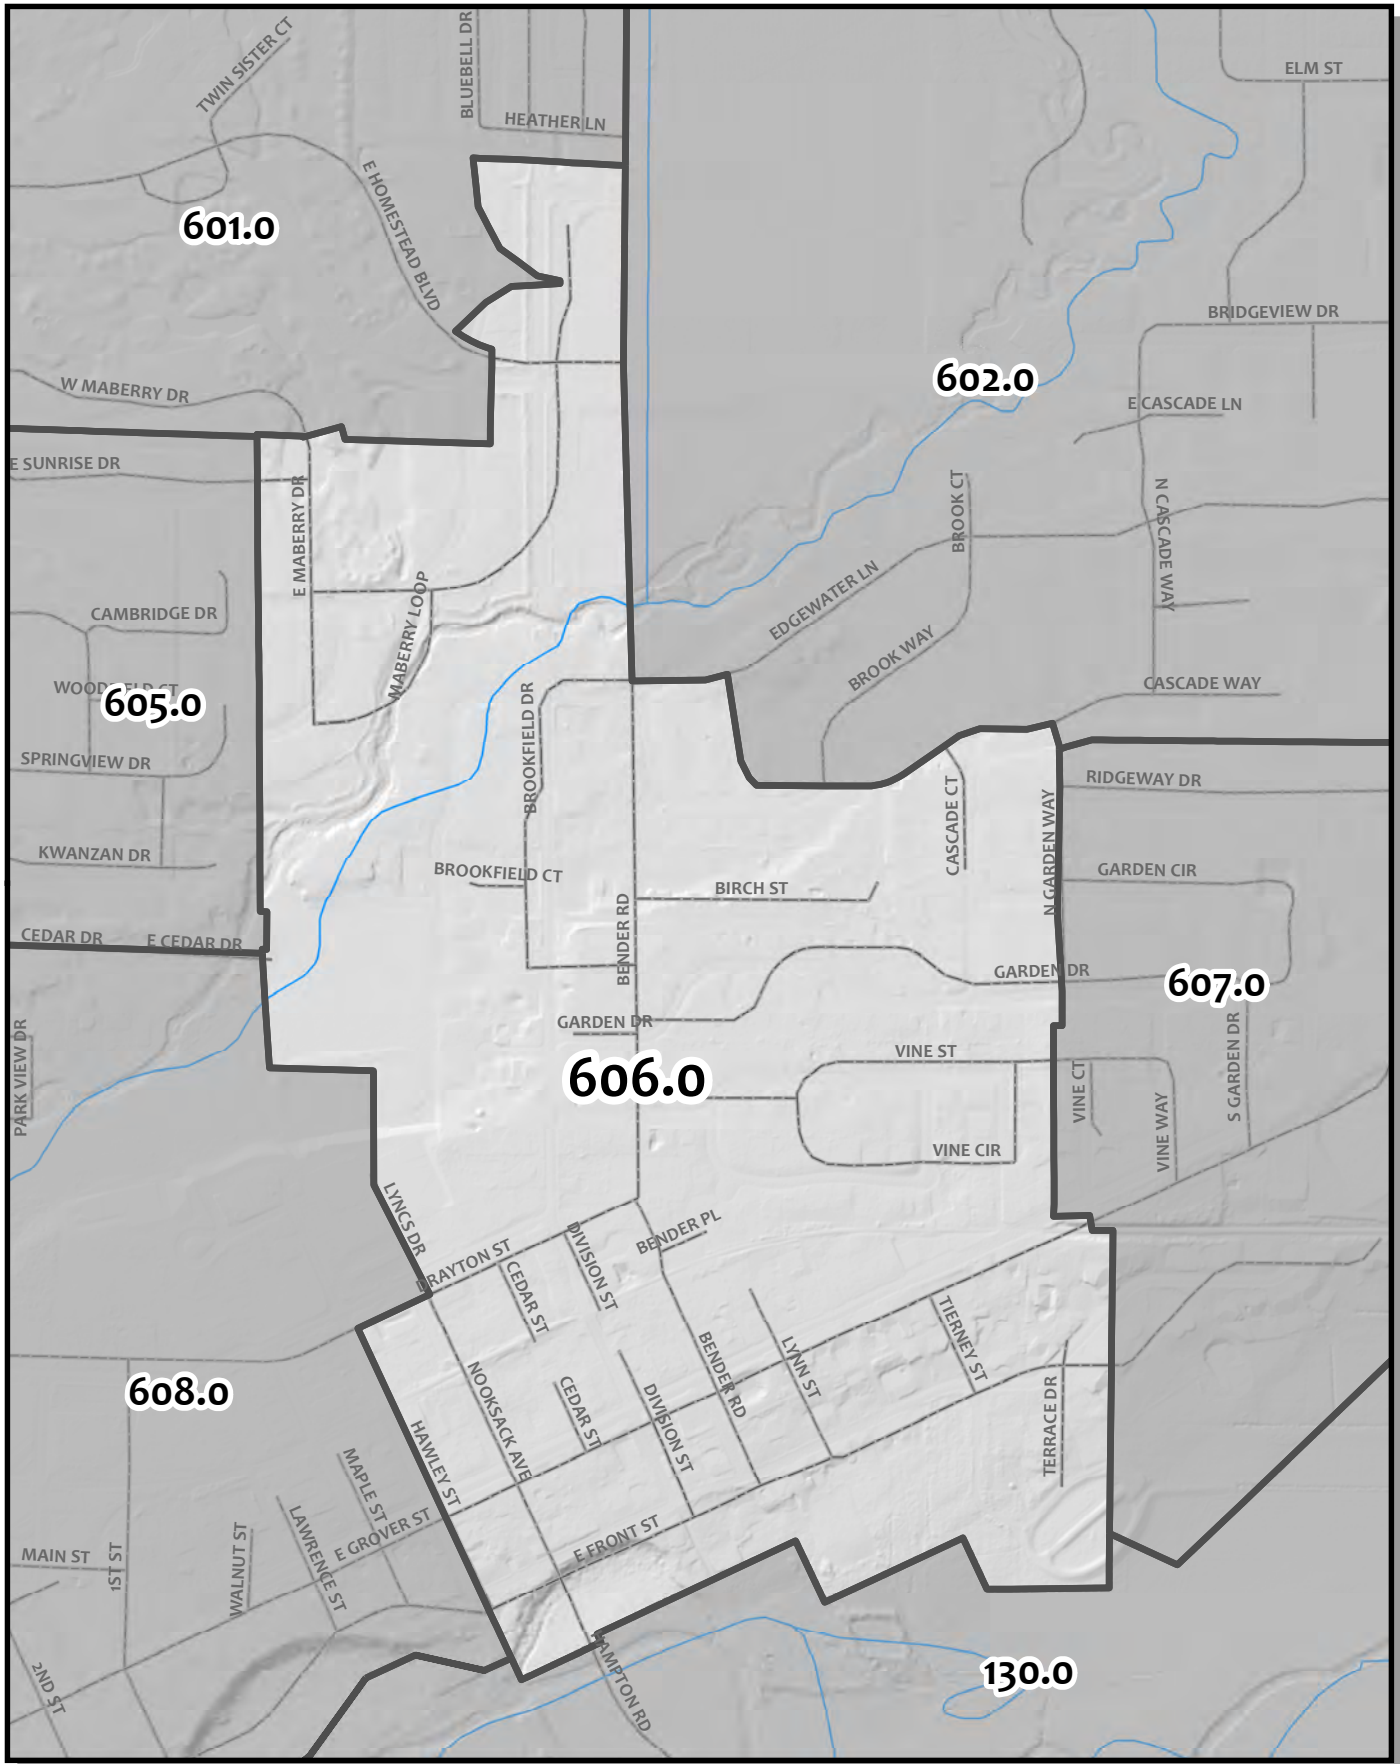 TWIN SISTER CT
BLUEBELL DR
HEATHER LN
ELM ST
E HOMESTEAD BLVD
601.0
BRIDGEVIEW DR
W MABERRY DR
602.0
E CASCADE LN
E SUNRISE DR
E MABERRY DR
BROOK CT
N CASCADE WAY
MABERRY LOOP
EDGEWATER LN
CAMBRIDGE DR
BROOK WAY
WOODFIELD CT
605.0
CASCADE WAY
BROOKFIELD DR
SPRINGVIEW DR
RIDGEWAY DR
CASCADE CT
N GARDEN WAY
KWANZAN DR
BROOKFIELD CT
BIRCH ST
GARDEN CIR
BENDER RD
CEDAR DR
E CEDAR DR
GARDEN DR
607.0
GARDEN DR
PARK VIEW DR
606.0
VINE ST
VINE CT
VINE WAY
S GARDEN DR
VINE CIR
LYNCS DR
DRAYTON ST
DIVISION ST
BENDER PL
CEDAR ST
608.0
NOOKSACK AVE
CEDAR ST
DIVISION ST
BENDER RD
LYNN ST
TIERNEY ST
TERRACE DR
HAWLEY ST
MAPLE ST
LAWRENCE ST
E GROVER ST
E FRONT ST
MAIN ST
1ST ST
WALNUT ST
2ND ST
HAMPTON RD
130.0